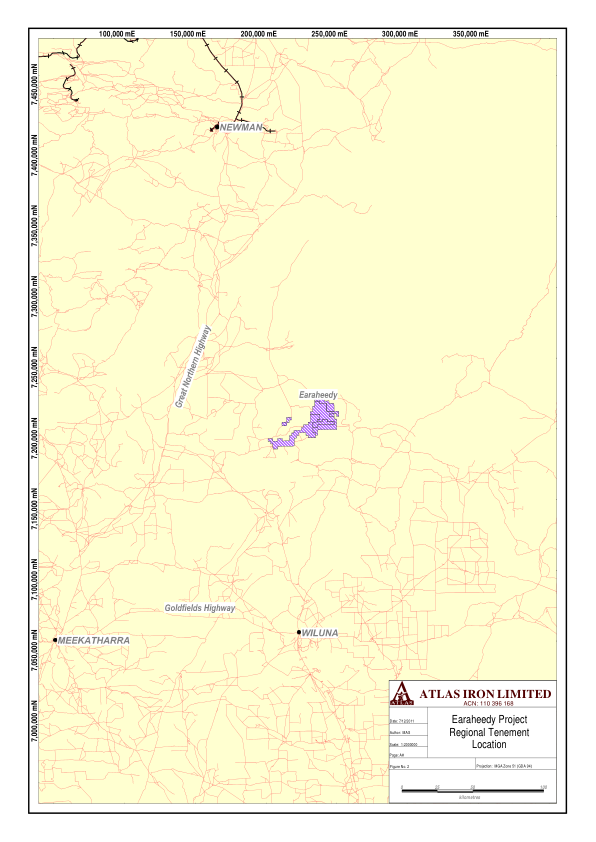 100,000 mE 150,000 mE 200,000 mE 250,000 mE 300,000 mE 350,000 mE
7,450,000 mN
7,400,000 mN
7,350,000 mN
7,300,000 mN
7,250,000 mN
7,200,000 mN
7,150,000 mN
7,100,000 mN
7,050,000 mN
7,000,000 mN
NEWMAN
Great Northern Highway
Earaheedy
Goldfields Highway
WILUNA
MEEKATHARRA
ATLAS
ATLAS IRON LIMITED
ACN: 110 396 168
Earaheedy Project
Regional Tenement
Location
Date: 7/12/2011
Author:
Scale:
Page: A4
Figure No: 2
Projection: MGA Zone 51 (GDA 94)
0 25 50 100
kilometres